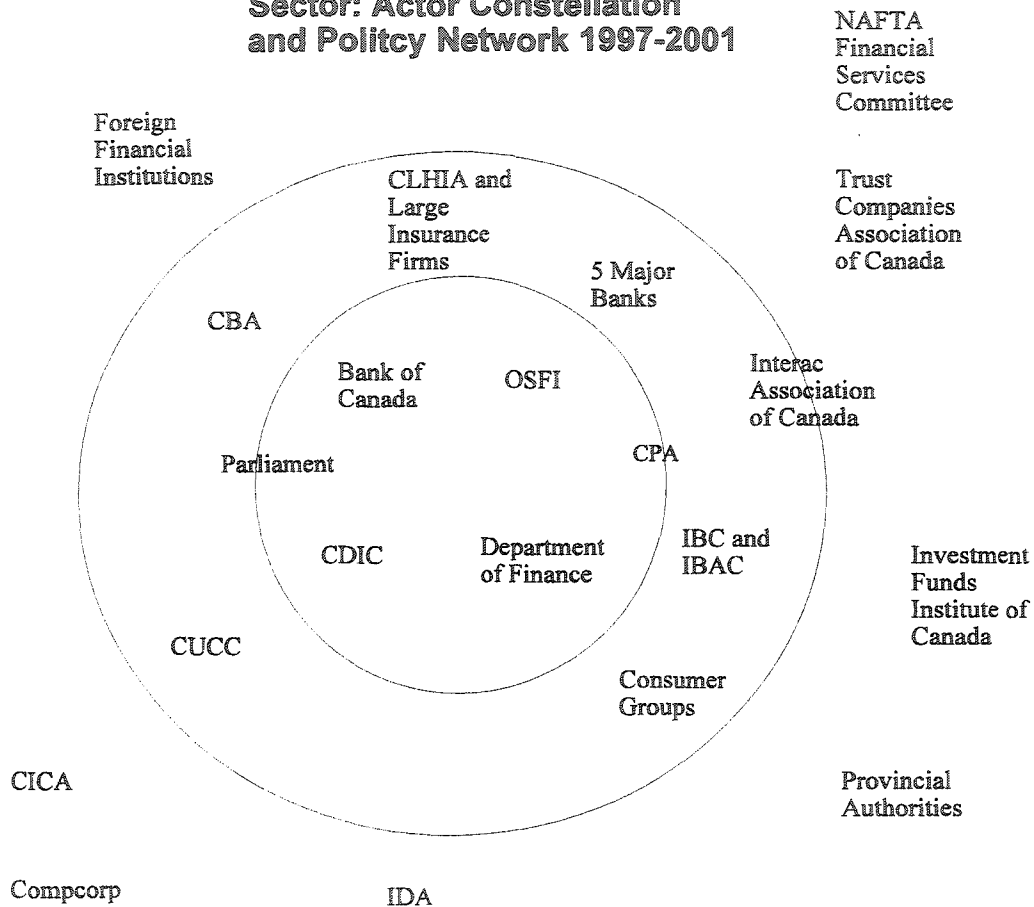 Sector: Actor Constellation
and Politcy Network 1997-2001
NAFTA
Financial
Services
Committee
Foreign
Financial
Institutions
CLHIA and
Large
Insurance
Firms
Trust
Companies
Association
of Canada
5 Major
Banks
CBA
Bank of
Canada
OSFI
Interac
Association
of Canada
Parliament
CPA
CDIC
Department
of Finance
IBC and
IBAC
Investment
Funds
Institute of
Canada
CUCC
Consumer
Groups
CICA
Provincial
Authorities
Compcorp
IDA